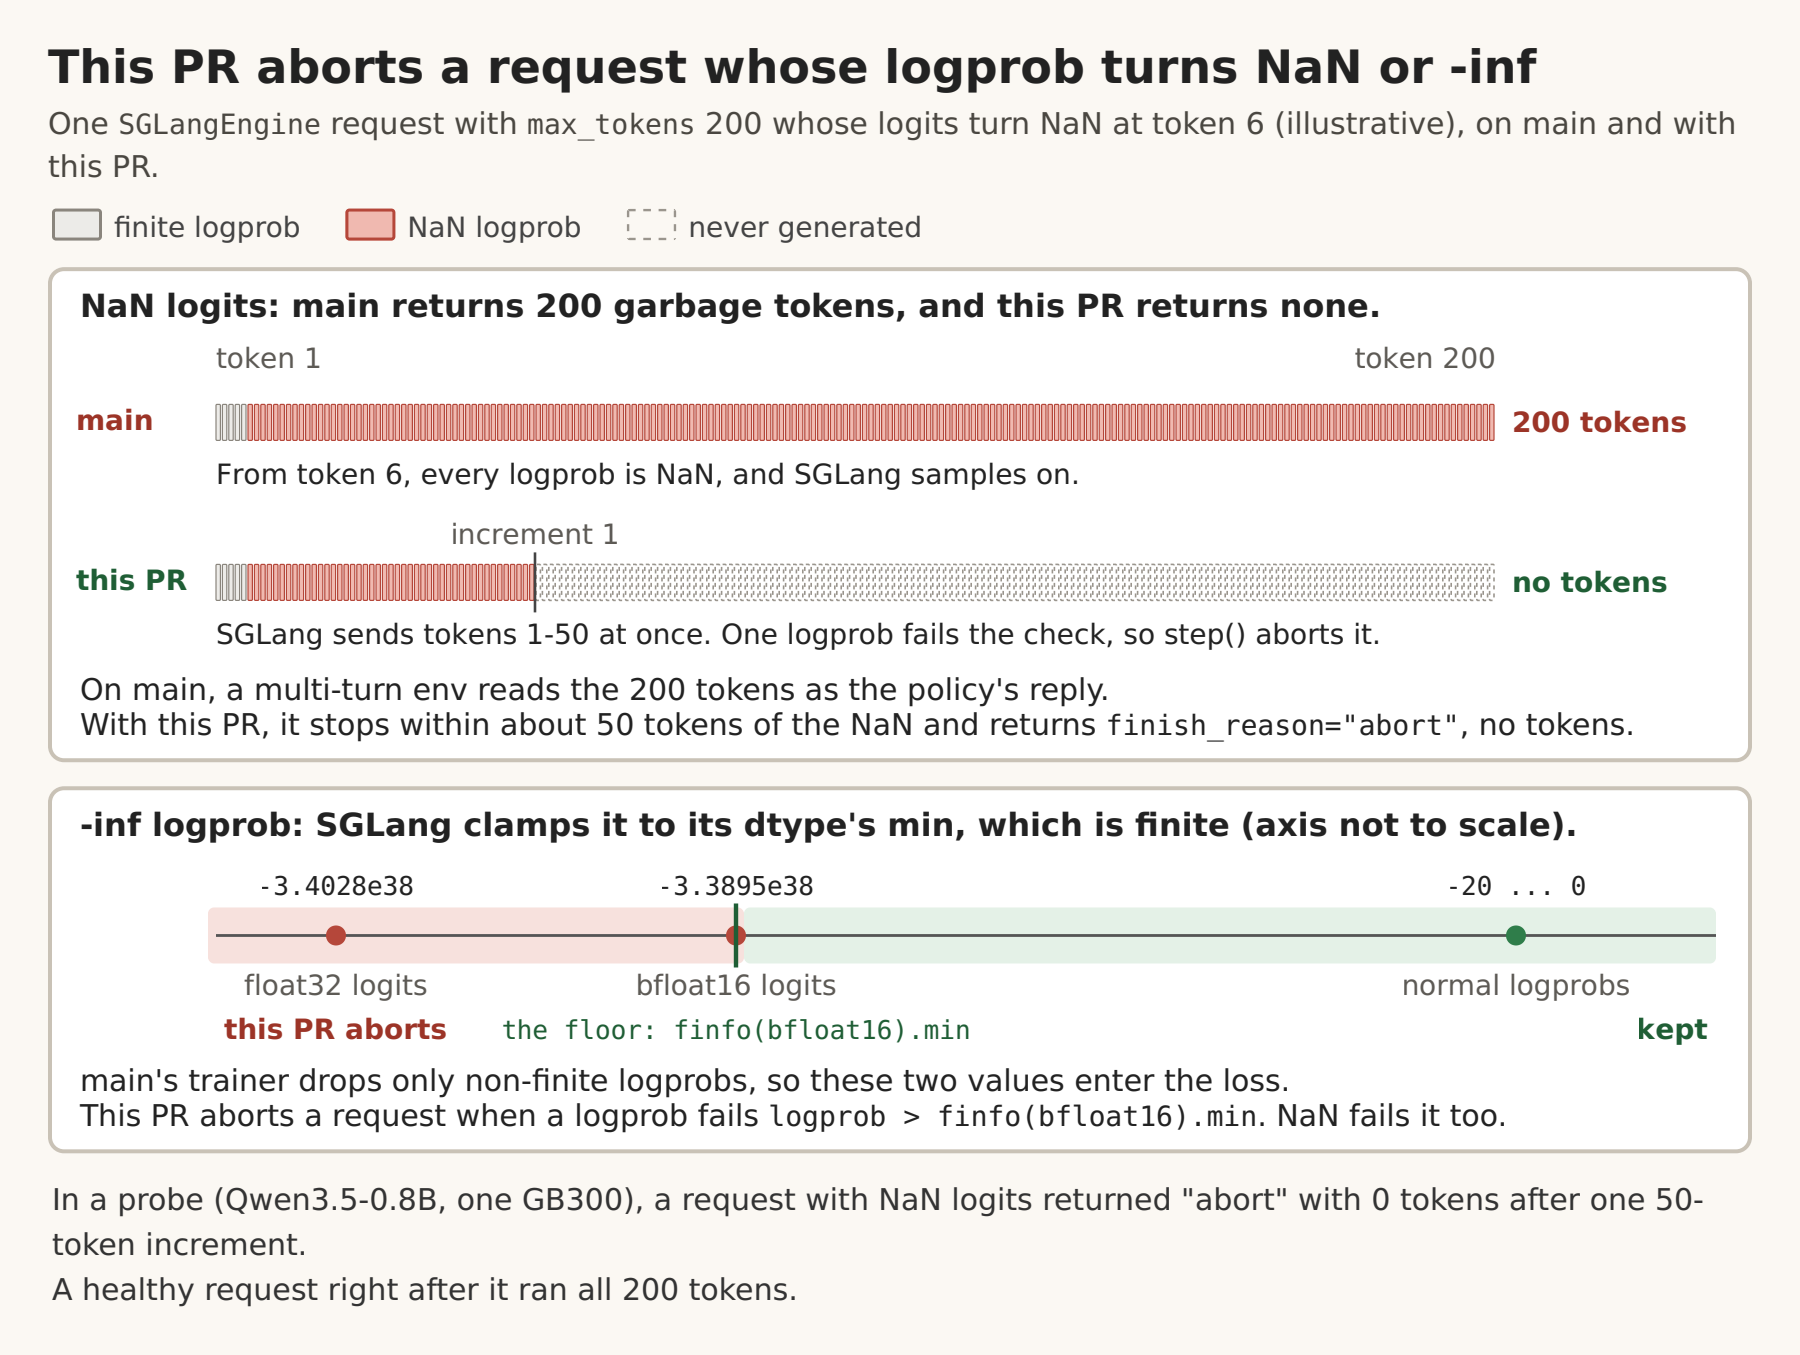 This PR aborts a request whose logprob turns NaN or -inf
One SGLangEngine request with max_tokens 200 whose logits turn NaN at token 6 (illustrative), on main and with
this PR.
finite logprob
NaN logprob
never generated
NaN logits: main returns 200 garbage tokens, and this PR returns none.
token 1
token 200
main
200 tokens
From token 6, every logprob is NaN, and SGLang samples on.
increment 1
this PR
no tokens
SGLang sends tokens 1-50 at once. One logprob fails the check, so step() aborts it.
On main, a multi-turn env reads the 200 tokens as the policy's reply.
With this PR, it stops within about 50 tokens of the NaN and returns finish_reason="abort", no tokens.
-inf logprob: SGLang clamps it to its dtype's min, which is finite (axis not to scale).
-3.4028e38
-3.3895e38
-20 ... 0
float32 logits
bfloat16 logits
normal logprobs
this PR aborts
the floor: finfo(bfloat16).min
kept
main's trainer drops only non-finite logprobs, so these two values enter the loss.
This PR aborts a request when a logprob fails logprob > finfo(bfloat16).min. NaN fails it too.
In a probe (Qwen3.5-0.8B, one GB300), a request with NaN logits returned "abort" with 0 tokens after one 50-
token increment.
A healthy request right after it ran all 200 tokens.